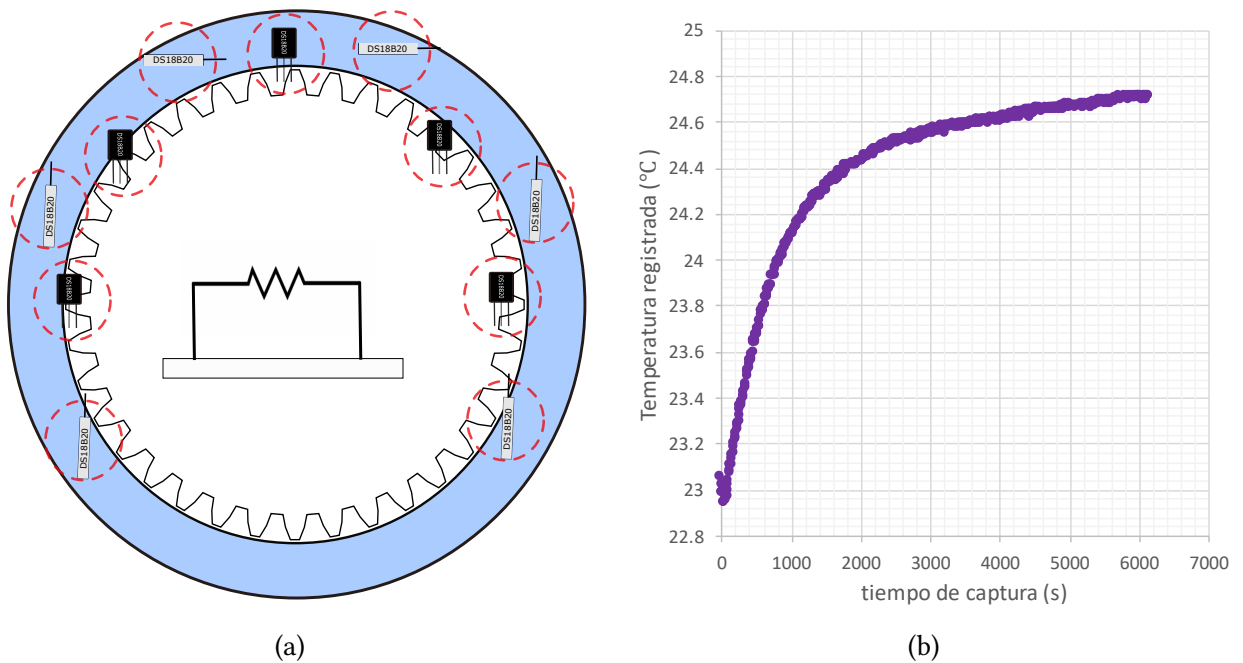 DS18B20
DS18B20
DS18B20
DS18B20
DS18B20
DS18B20
DS18B20
DS18B20
DS18B20
DS18B20
DS18B20
(a)
25
24.8
24.6
24.4
24.2
24
23.8
23.6
23.4
23.2
23
22.8
Temperatura registrada (°C)
0 1000 2000 3000 4000 5000 6000 7000
tiempo de captura (s)
(b)